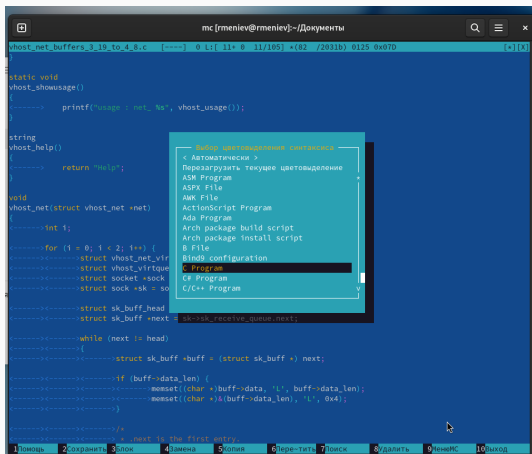 mc [rmeniev@rmeniev]:~/Документы
vhost_net_buffers_3_19_to_4_8.c [----] 0 L:[ 11+ 0 11/105] *(82 /2031b) 0125 0x07D [*][X]
}
static void
vhost_showusage()
{
<------>printf("usage : net_ %s", vhost_usage());
}
string
vhost_help()
{
<------>return "Help";
}
void
vhost_net(struct vhost_net *net)
{
<------>int i;
<------>for (i = 0; i < 2; i++) {
<------><------>struct vhost_net_vir
<------><------>struct vhost_virtque
<------><------>struct socket *sock
<------><------>struct sock *sk = so
<------><------>struct sk_buff_head
<------><------>struct sk_buff *next = sk->sk_receive_queue.next;
<------><------>while (next != head)
<------><------>{
<------><------><------>struct sk_buff *buff = (struct sk_buff *) next;
<------><------><------>if (buff->data_len) {
<------><------><------><------>memset((char *)buff->data, 'L', buff->data_len);
<------><------><------><------>memset((char *)&(buff->data_len), 'L', 0x4);
<------><------><------>}
<------><------><------>/*
<------><------><------> * .next is the first entry.
Выбор цветовыделения синтаксиса
< Автоматически >
Перезагрузить текущее цветовыделение
ASM Program
ASPX File
AWK File
ActionScript Program
Ada Program
Arch package build script
Arch package install script
B File
Bind9 configuration
C Program
C# Program
C/C++ Program
1Помощь 2Сохранить 3Блок 4Замена 5Копия 6Пере~тить 7Поиск 8Удалить 9МенюMC 10Выход